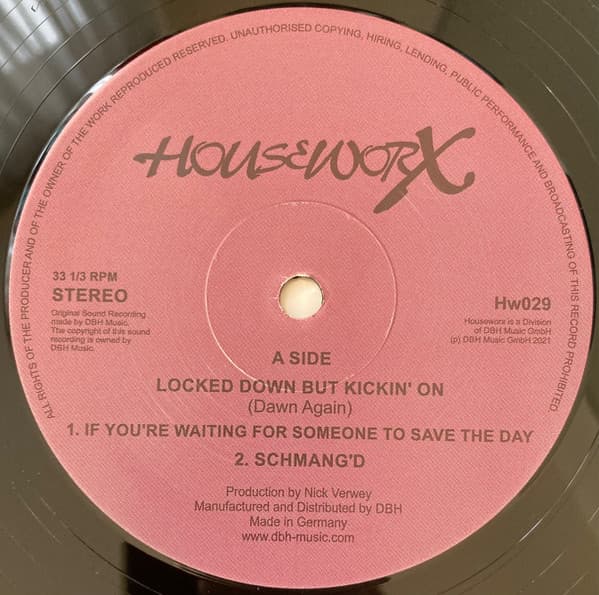 ALL RIGHTS OF THE PRODUCER AND OF THE OWNER OF THE WORK REPRODUCED RESERVED. UNAUTHORISED COPYING, HIRING, LENDING, PUBLIC PERFORMANCE AND BROADCASTING OF THIS RECORD PROHIBITED.
HOUSEWORX
33 1/3 RPM
STEREO
Original Sound Recording
made by DBH Music.
The copyright of this sound
recording is owned by
DBH Music.
Hw029
Houseworx is a Division
of DBH Music GmbH
(p) DBH Music GmbH 2021
A SIDE
LOCKED DOWN BUT KICKIN' ON
(Dawn Again)
1. IF YOU'RE WAITING FOR SOMEONE TO SAVE THE DAY
2. SCHMANG'D
Production by Nick Verwey
Manufactured and Distributed by DBH
Made in Germany
www.dbh-music.com